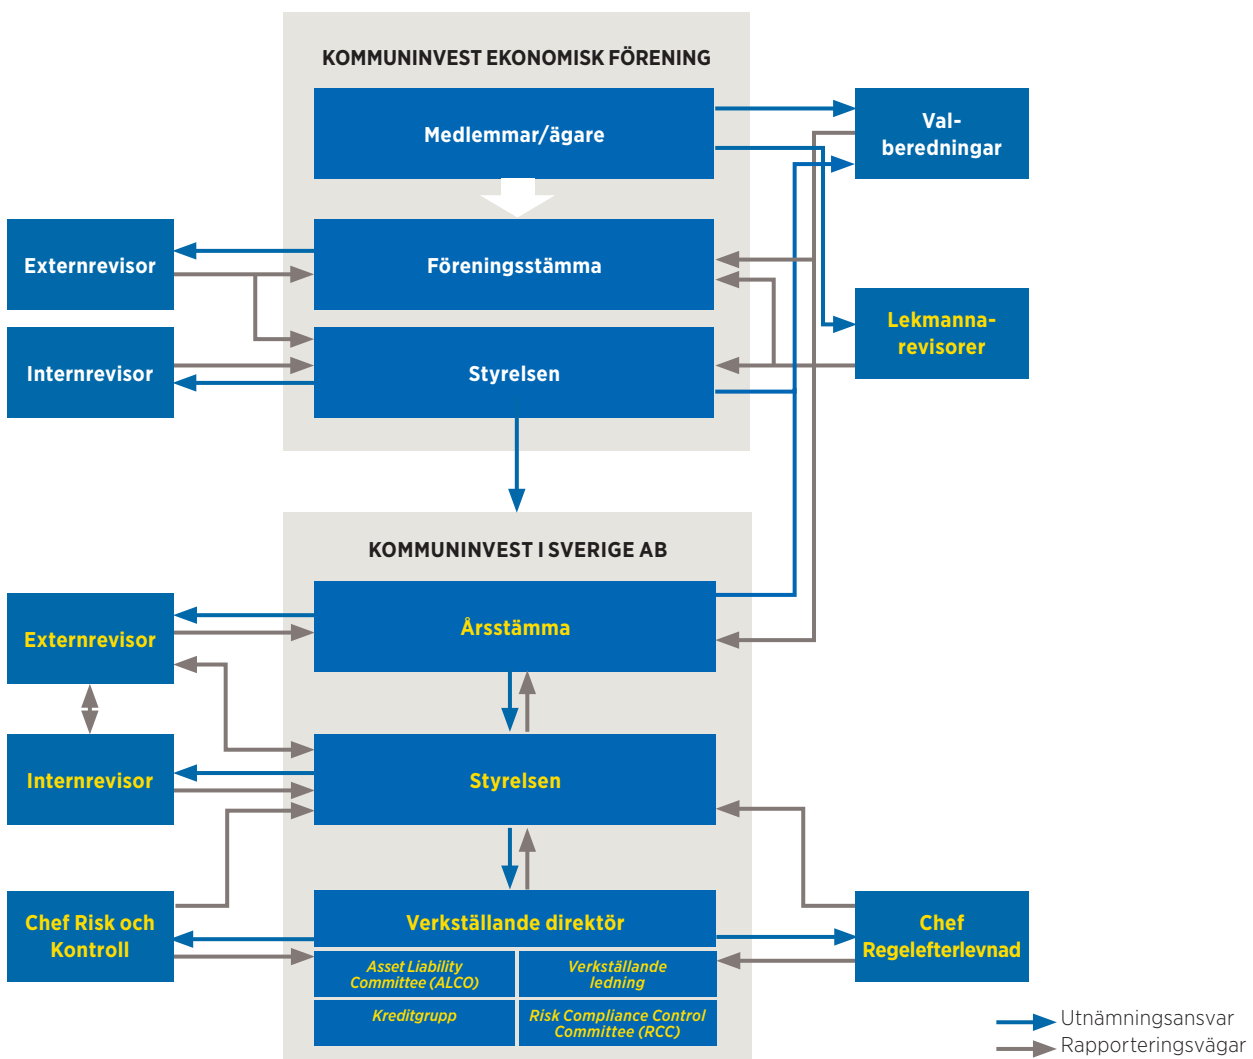 KOMMUNINVEST EKONOMISK FÖRENING
Medlemmar/ägare
Val-
beredningar
Externrevisor
Föreningsstämma
Lekmanna-
revisorer
Internrevisor
Styrelsen
KOMMUNINVEST I SVERIGE AB
Externrevisor
Årsstämma
Internrevisor
Styrelsen
Chef Risk och
Kontroll
Verkställande direktör
Chef
Regelefterlevnad
Asset Liability
Committee (ALCO)
Verkställande
ledning
Kreditgrupp
Risk Compliance Control
Committee (RCC)
Utnämningsansvar
Rapporteringsvägar